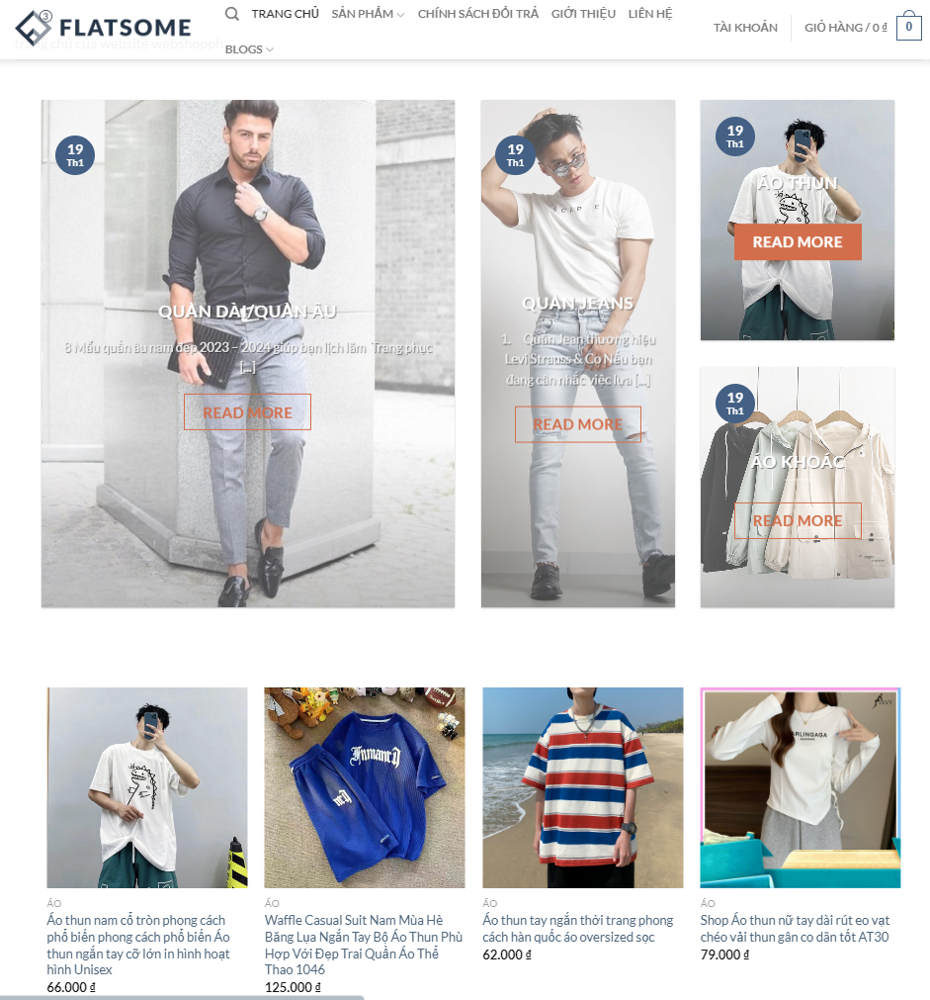 FLATSOME
3
TRANG CHỦ
SẢN PHẨM
CHÍNH SÁCH ĐỔI TRẢ
GIỚI THIỆU
LIÊN HỆ
BLOGS
TÀI KHOẢN
GIỎ HÀNG / 0 ₫
0
trang chủ của website webshopph
19
Th1
QUẦN DÀI/QUẦN ÂU
8 Mẫu quần âu nam đẹp 2023 – 2024 giúp bạn lịch lãm Trang phục
[...]
READ MORE
19
Th1
SCOPE
QUẦN JEANS
1. Quần Jean thương hiệu
Levi Strauss & Co Nếu bạn
đang cân nhắc việc lựa [...]
READ MORE
19
Th1
ÁO THUN
READ MORE
19
Th1
ÁO KHOÁC
READ MORE
ÁO
Áo thun nam cổ tròn phong cách
phổ biến phong cách phổ biến Áo
thun ngắn tay cỡ lớn in hình hoạt
hình Unisex
66.000 ₫
ÁO
Waffle Casual Suit Nam Mùa Hè
Băng Lụa Ngắn Tay Bộ Áo Thun Phù
Hợp Với Đẹp Trai Quần Áo Thể
Thao 1046
125.000 ₫
ÁO
Áo thun tay ngắn thời trang phong
cách hàn quốc áo oversized sọc
62.000 ₫
ARLINGAGA
ÁO
Shop Áo thun nữ tay dài rút eo vạt
chéo vải thun gân co dãn tốt AT30
79.000 ₫